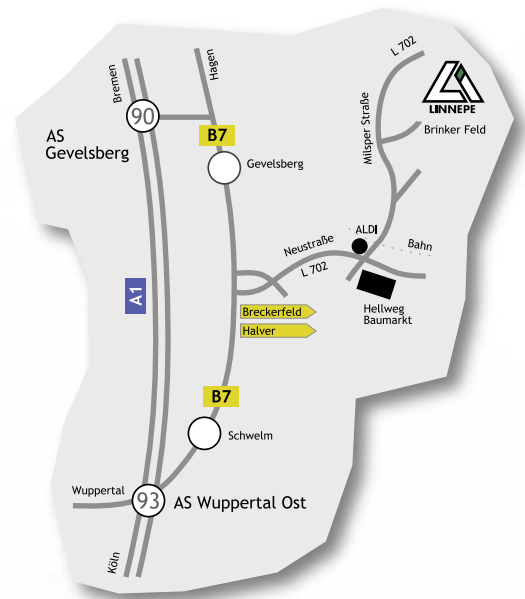 L 702
Hagen
Bremen
LINNEPE
90
Milsper Straße
Brinker Feld
B7
AS
Gevelsberg
Gevelsberg
ALDI
Neustraße
Bahn
L 702
A1
Hellweg
Baumarkt
Breckerfeld
Halver
B7
Schwelm
Wuppertal
93
AS Wuppertal Ost
Köln